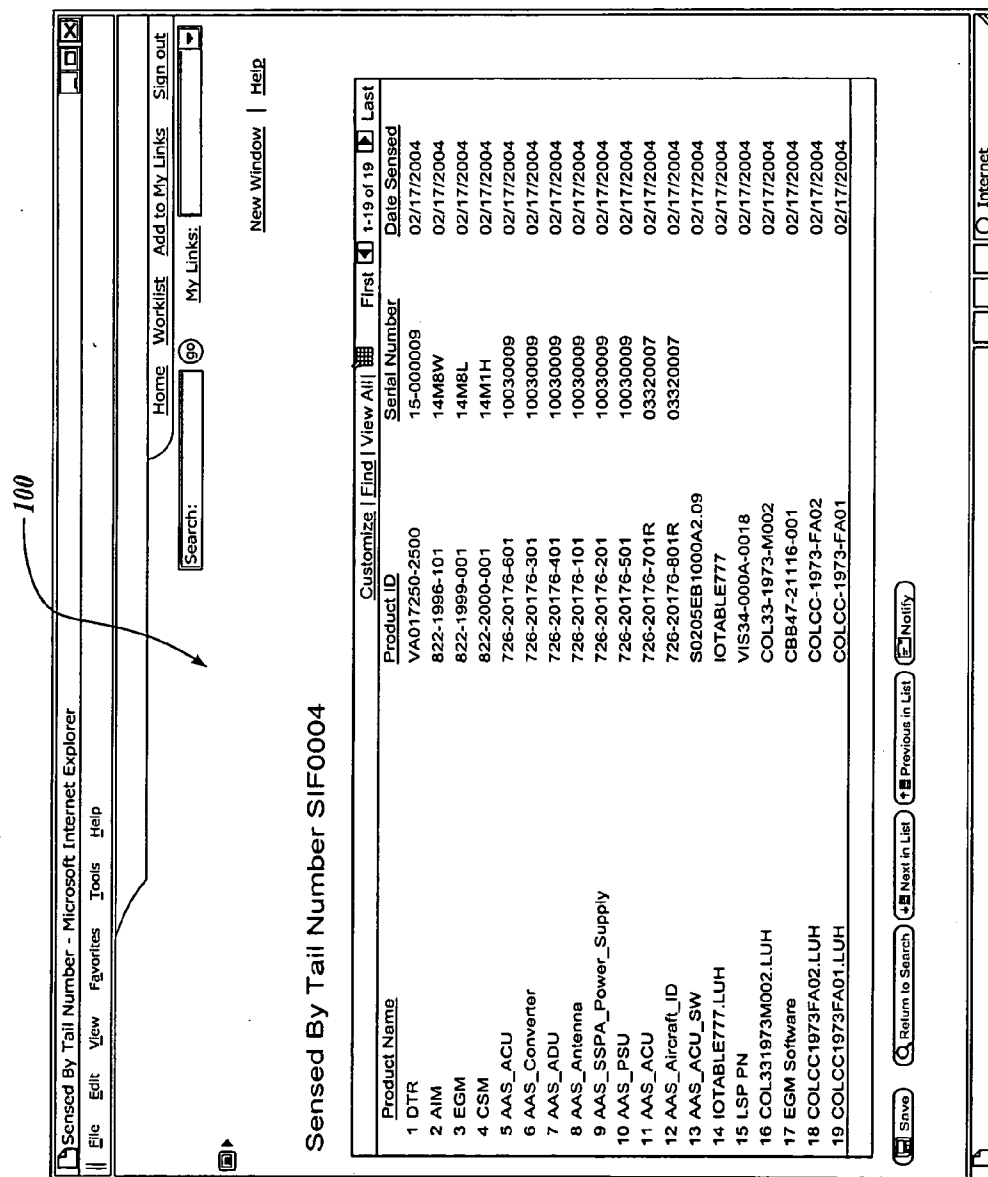 100
Sensed By Tail Number - Microsoft Internet Explorer
File Edit View Favorites Tools Help
Home Worklist Add to My Links Sign out
Search: go My Links:
New Window | Help
Sensed By Tail Number SIF0004
Customize | Find | View All | First 1-19 of 19 Last
Product Name Product ID Serial Number Date Sensed
1 DTR VA017250-2500 15-000009 02/17/2004
2 AIM 822-1996-101 14M8W 02/17/2004
3 EGM 822-1999-001 14M8L 02/17/2004
4 CSM 822-2000-001 14M1H 02/17/2004
5 AAS_ACU 726-20176-601 10030009 02/17/2004
6 AAS_Converter 726-20176-301 10030009 02/17/2004
7 AAS_ADU 726-20176-401 10030009 02/17/2004
8 AAS_Antenna 726-20176-101 10030009 02/17/2004
9 AAS_SSPA_Power_Supply 726-20176-201 10030009 02/17/2004
10 AAS_PSU 726-20176-501 10030009 02/17/2004
11 AAS_ACU 726-20176-701R 03320007 02/17/2004
12 AAS_Aircraft_ID 726-20176-801R 03320007 02/17/2004
13 AAS_ACU_SW S0205EB1000A2.09 02/17/2004
14 IOTABLE777.LUH IOTABLE777 02/17/2004
15 LSP PN VIS34-000A-0018 02/17/2004
16 COL331973M002.LUH COL33-1973-M002 02/17/2004
17 EGM Software CBB47-21116-001 02/17/2004
18 COLCC1973FA02.LUH COLCC-1973-FA02 02/17/2004
19 COLCC1973FA01.LUH COLCC-1973-FA01 02/17/2004
Save Return to Search Next in List Previous in List Notify
Internet